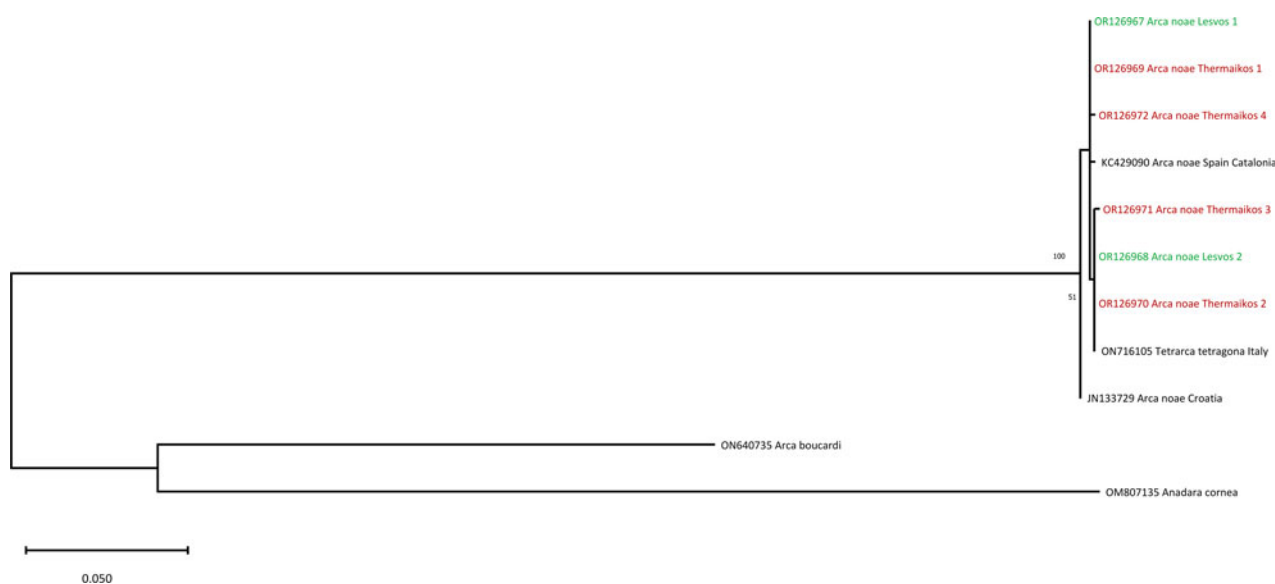 OR126967 Arca noae Lesvos 1
OR126969 Arca noae Thermaikos 1
OR126972 Arca noae Thermaikos 4
KC429090 Arca noae Spain Catalonia
OR126971 Arca noae Thermaikos 3
100
OR126968 Arca noae Lesvos 2
51
OR126970 Arca noae Thermaikos 2
ON716105 Tetrarca tetragona Italy
JN133729 Arca noae Croatia
ON640735 Arca boucardi
OM807135 Anadara cornea
0.050